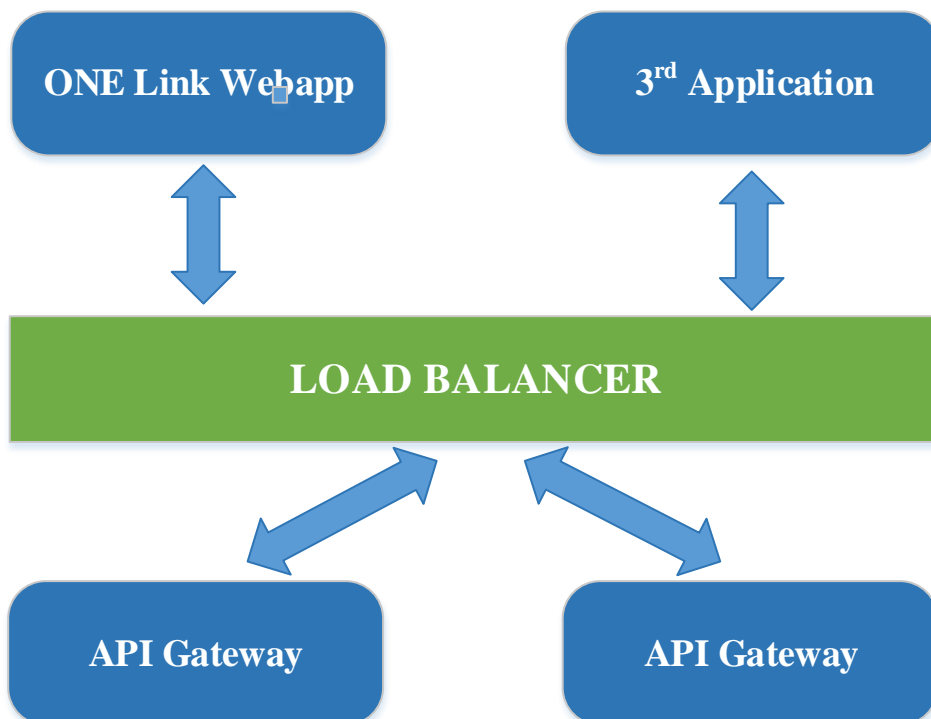 ONE Link Webapp
3rd Application
LOAD BALANCER
API Gateway
API Gateway